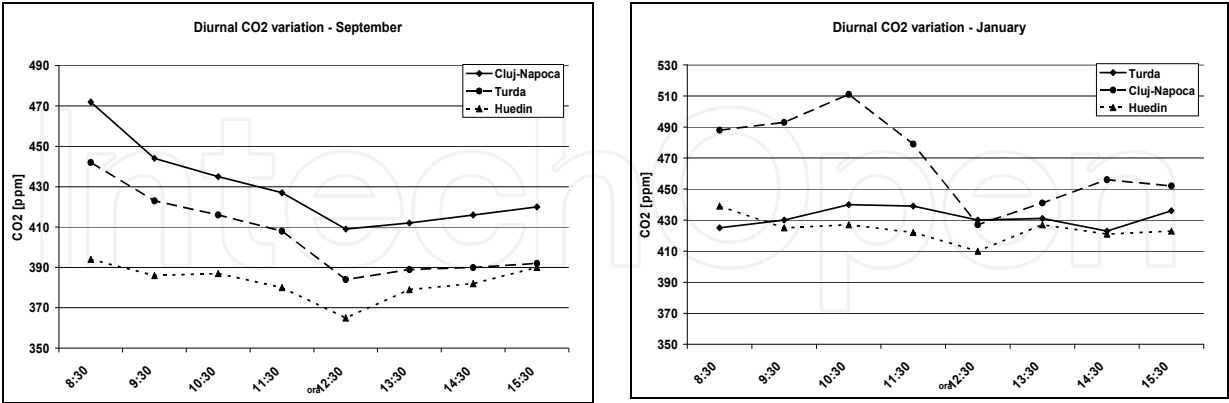 Diurnal CO2 variation - September
CO2 [ppm]
490
470
450
430
410
390
370
350
8:30
9:30
10:30
11:30
12:30
13:30
14:30
15:30
ora
Cluj-Napoca
Turda
Huedin
Diurnal CO2 variation - January
CO2 [ppm]
530
510
490
470
450
430
410
390
370
350
8:30
9:30
10:30
11:30
12:30
13:30
14:30
15:30
ora
Turda
Cluj-Napoca
Huedin
IntechOpen